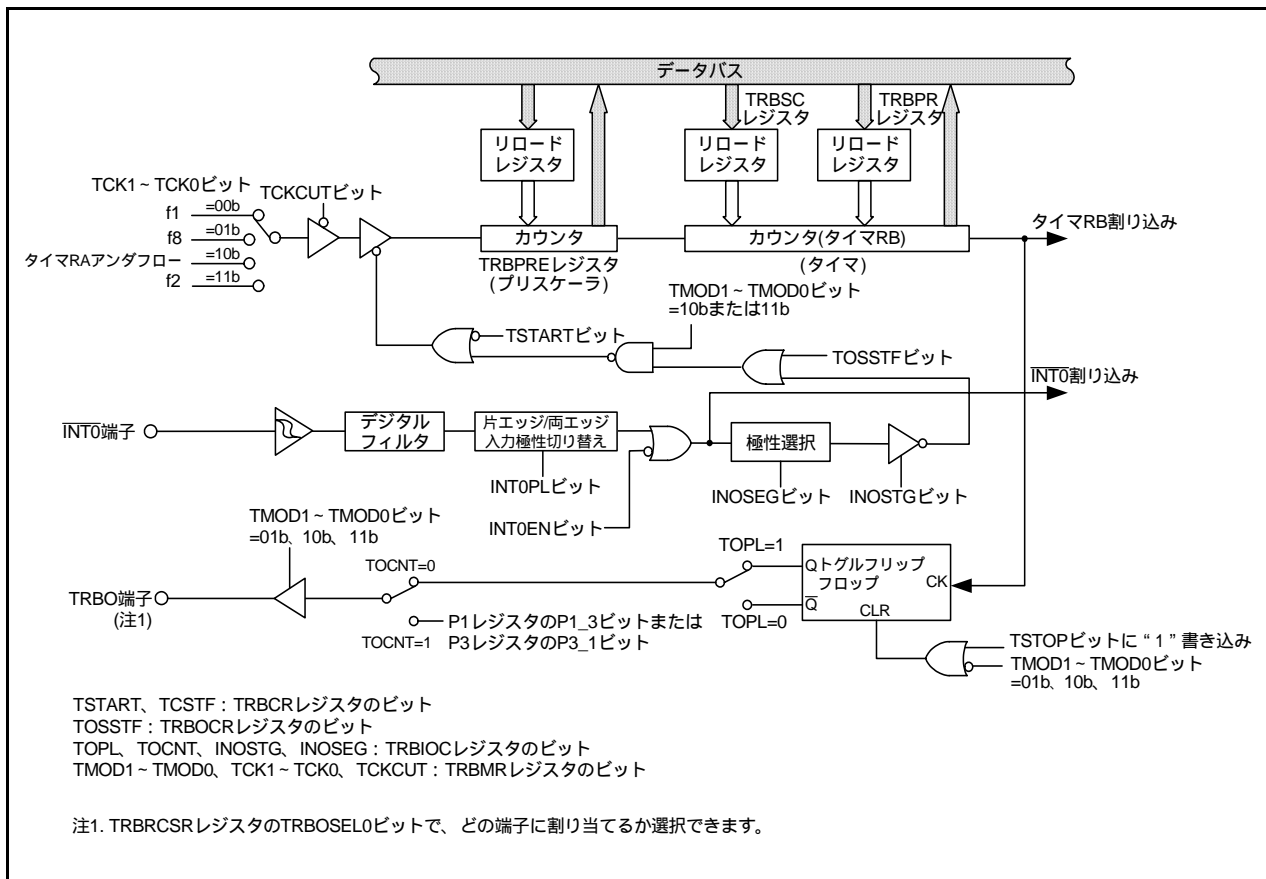 データバス
TRBSC
レジスタ
TRBPR
レジスタ
リロード
レジスタ
リロード
レジスタ
リロード
レジスタ
TCK1~TCK0ビット
TCKCUTビット
f1
=00b
f8
=01b
タイマRAアンダフロー
=10b
f2
=11b
カウンタ
カウンタ(タイマRB)
タイマRB割り込み
TRBPREレジスタ
(プリスケーラ)
(タイマ)
TMOD1~TMOD0ビット
=10bまたは11b
TSTARTビット
TOSSTFビット
INT0割り込み
INT0端子
デジタル
フィルタ
片エッジ/両エッジ
入力極性切り替え
極性選択
INT0PLビット
INOSEGビット
INOSTGビット
INT0ENビット
TMOD1~TMOD0ビット
=01b、10b、11b
TOCNT=0
TOPL=1
Q トグルフリップ
フロップ
CK
Q
CLR
TRBO端子
(注1)
P1レジスタのP1_3ビットまたは
TOCNT=1
P3レジスタのP3_1ビット
TOPL=0
TSTOPビットに“1”書き込み
TMOD1~TMOD0ビット
=01b、10b、11b
TSTART、TCSTF:TRBCRレジスタのビット
TOSSTF:TRBOCRレジスタのビット
TOPL、TOCNT、INOSTG、INOSEG:TRBIOCレジスタのビット
TMOD1~TMOD0、TCK1~TCK0、TCKCUT:TRBMRレジスタのビット
注1. TRBRCSRレジスタのTRBOSEL0ビットで、どの端子に割り当てるか選択できます。